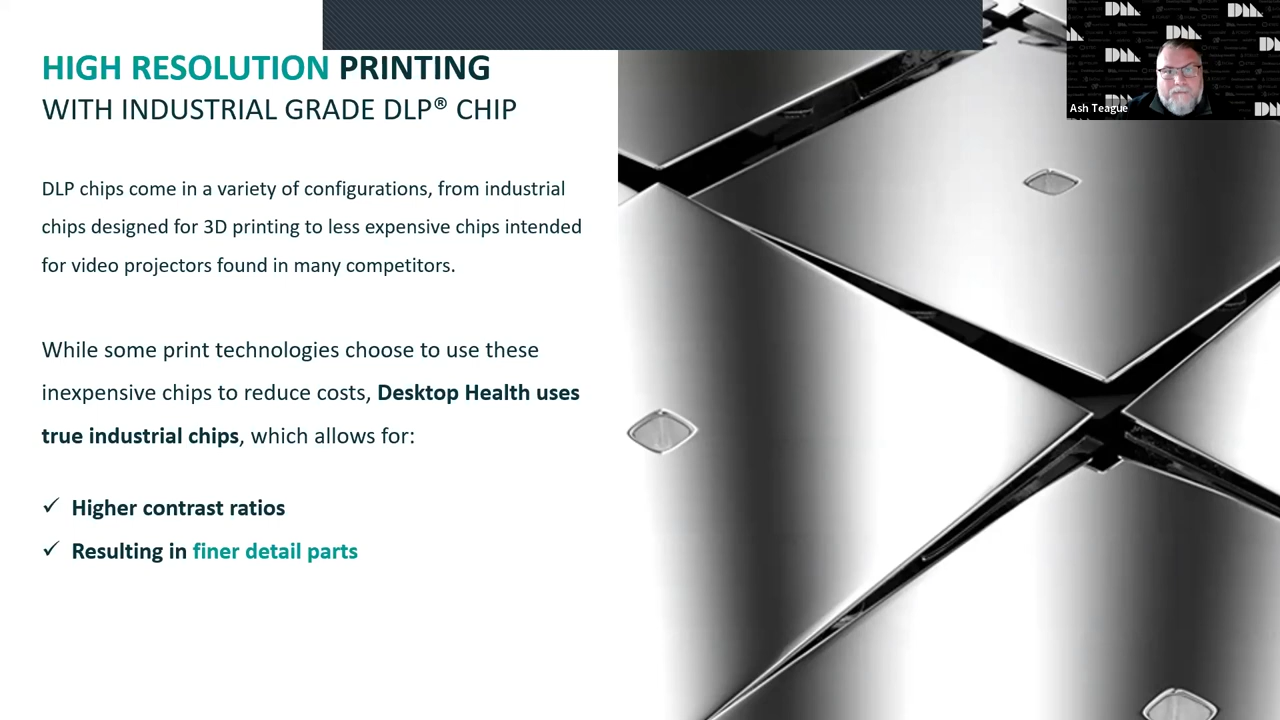 HIGH RESOLUTION PRINTING
WITH INDUSTRIAL GRADE DLP® CHIP
DLP chips come in a variety of configurations, from industrial
chips designed for 3D printing to less expensive chips intended
for video projectors found in many competitors.
While some print technologies choose to use these
inexpensive chips to reduce costs, Desktop Health uses
true industrial chips, which allows for:
✓ Higher contrast ratios
✓ Resulting in finer detail parts
Ash Teague